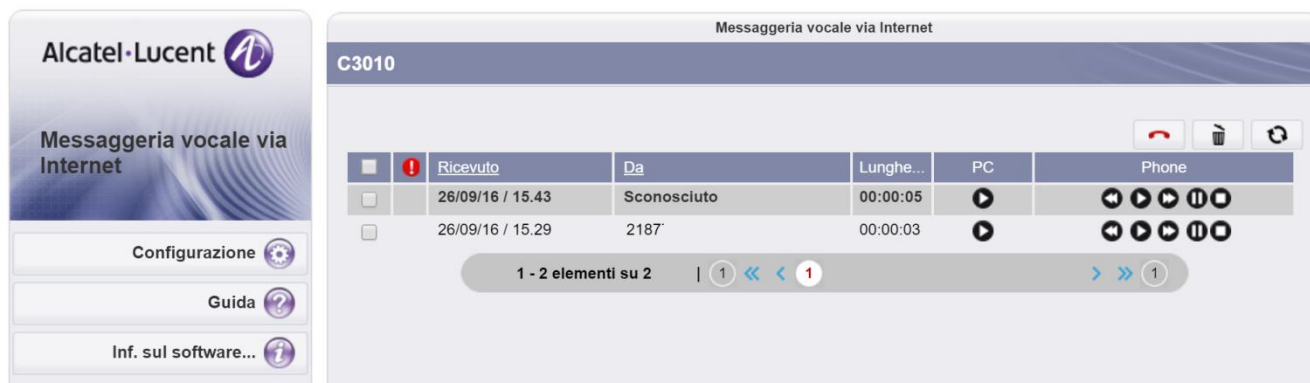 Alcatel·Lucent
Messaggeria vocale via
Internet
Configurazione
Guida
Inf. sul software...
Messaggeria vocale via Internet
C3010
Ricevuto Da Lunghe... PC Phone
26/09/16 / 15.43 Sconosciuto 00:00:05
26/09/16 / 15.29 2187 00:00:03
1 - 2 elementi su 2 | 1 « < 1 > » 1